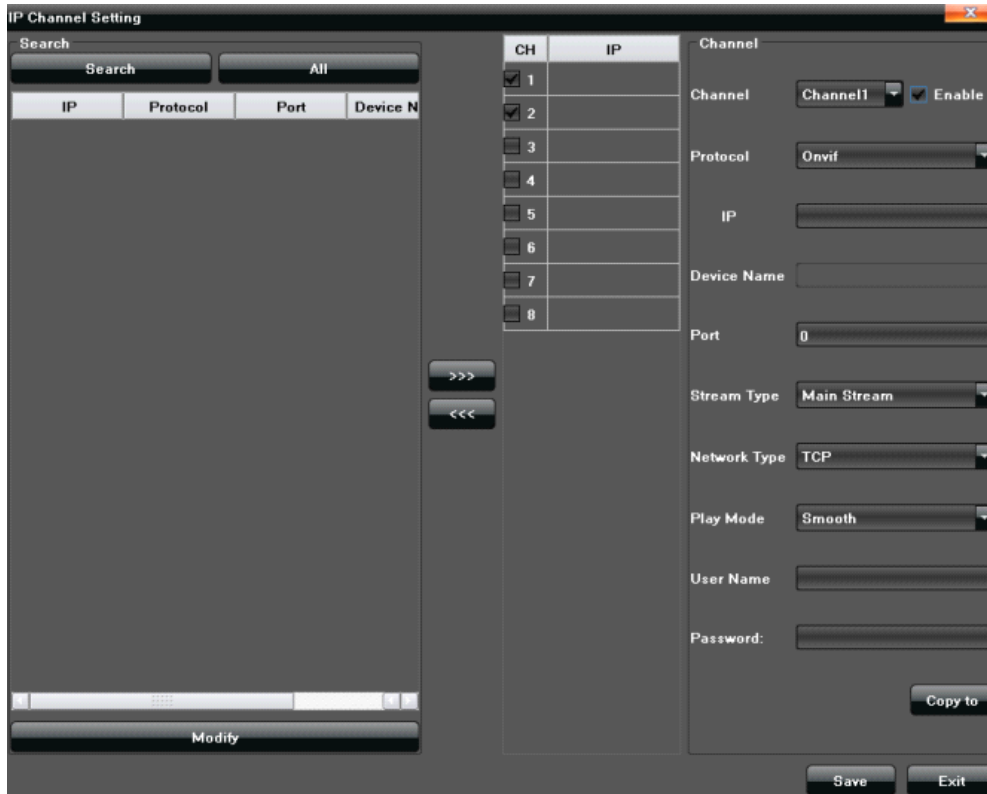 IP Channel Setting
Search
Search All
IP Protocol Port Device N
CH IP
1
2
3
4
5
6
7
8
>>>
<<<
Modify
Channel
Channel Channel1 Enable
Protocol Onvif
IP
Device Name
Port 0
Stream Type Main Stream
Network Type TCP
Play Mode Smooth
User Name
Password:
Copy to
Save Exit